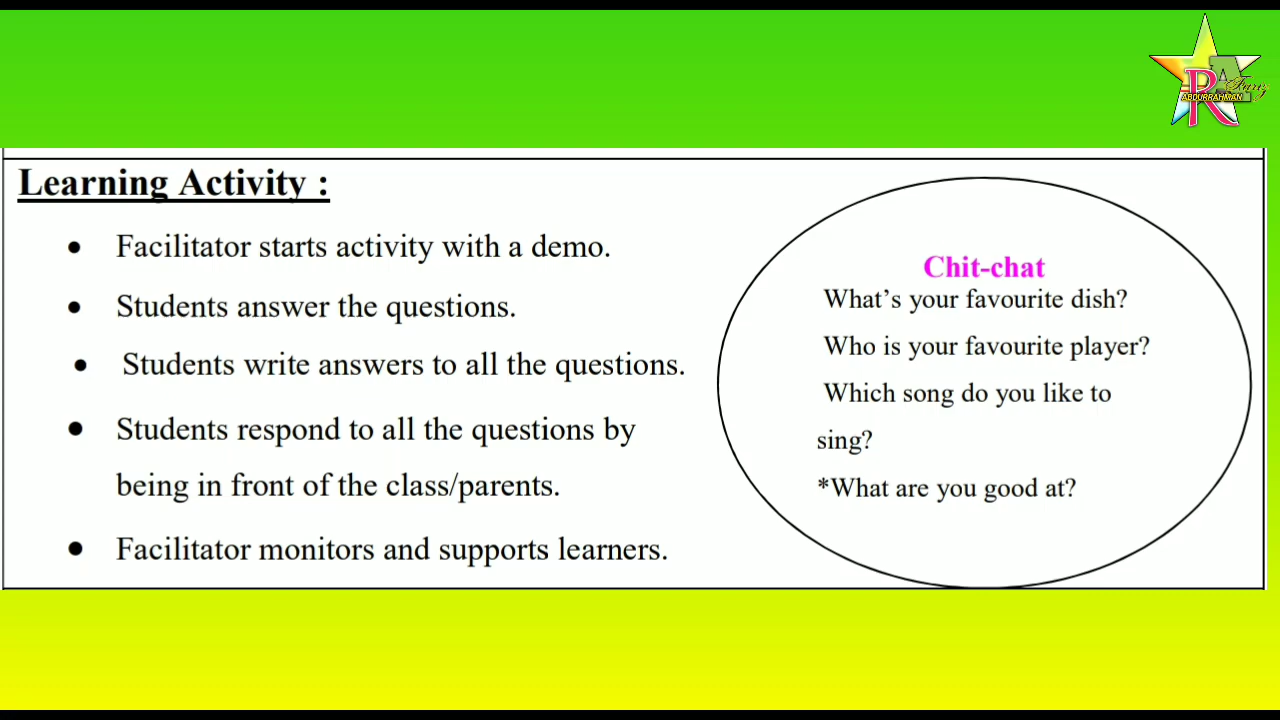 R A Fariz
ABDURRAHMAN
Learning Activity :
• Facilitator starts activity with a demo.
• Students answer the questions.
• Students write answers to all the questions.
• Students respond to all the questions by
being in front of the class/parents.
• Facilitator monitors and supports learners.
Chit-chat
What’s your favourite dish?
Who is your favourite player?
Which song do you like to
sing?
*What are you good at?